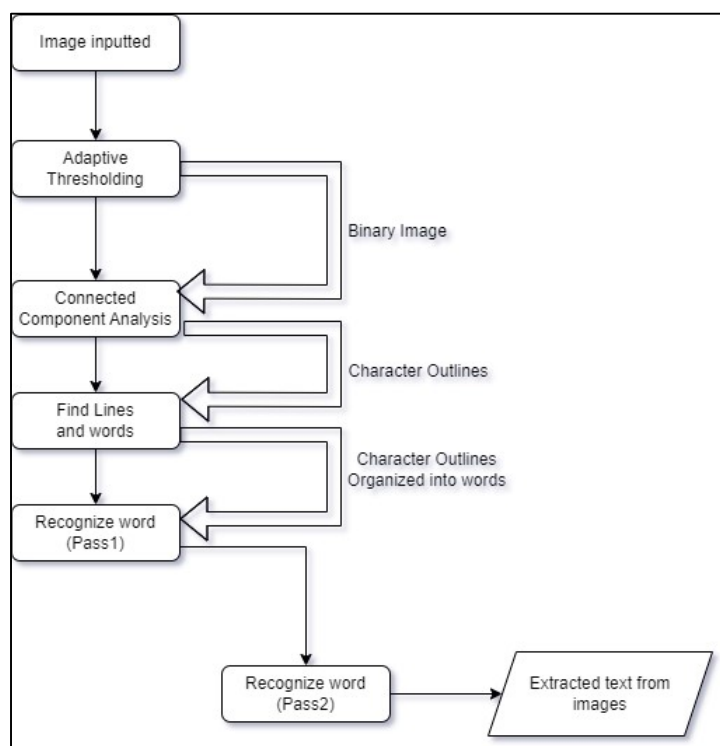 Image inputted
Adaptive
Thresholding
Binary Image
Connected
Component Analysis
Character Outlines
Find Lines
and words
Character Outlines
Organized into words
Recognize word
(Pass1)
Recognize word
(Pass2)
Extracted text from
images